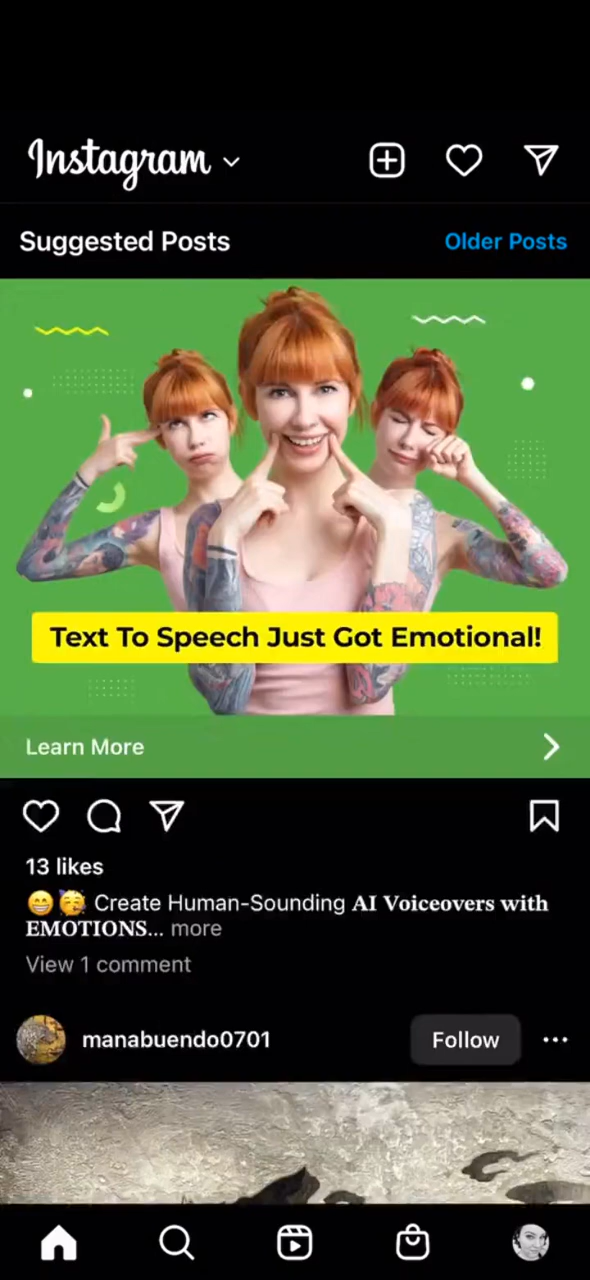 Instagram
Suggested Posts
Older Posts
Text To Speech Just Got Emotional!
Learn More
13 likes
😁🥳 Create Human-Sounding AI Voiceovers with
EMOTIONS... more
View 1 comment
manabuendo0701
Follow